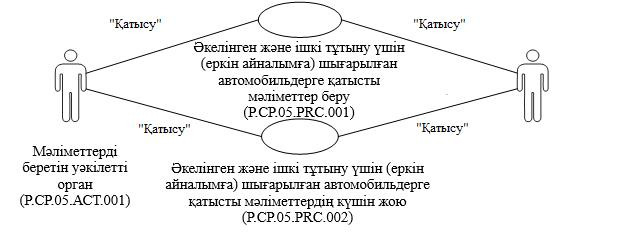 "Қатысу"
"Қатысу"
Әкелінген және ішкі тұтыну үшін
(еркін айналымға) шығарылған
автомобильдерге қатысты
мәліметтер беру
(P.CP.05.PRC.001)
"Қатысу"
"Қатысу"
Мәліметтерді
беретін уәкілетті
орган
(P.CP.05.ACT.001)
Әкелінген және ішкі тұтыну үшін (еркін
айналымға) шығарылған автомобильдерге
қатысты мәліметтердің күшін жою
(P.CP.05.PRC.002)